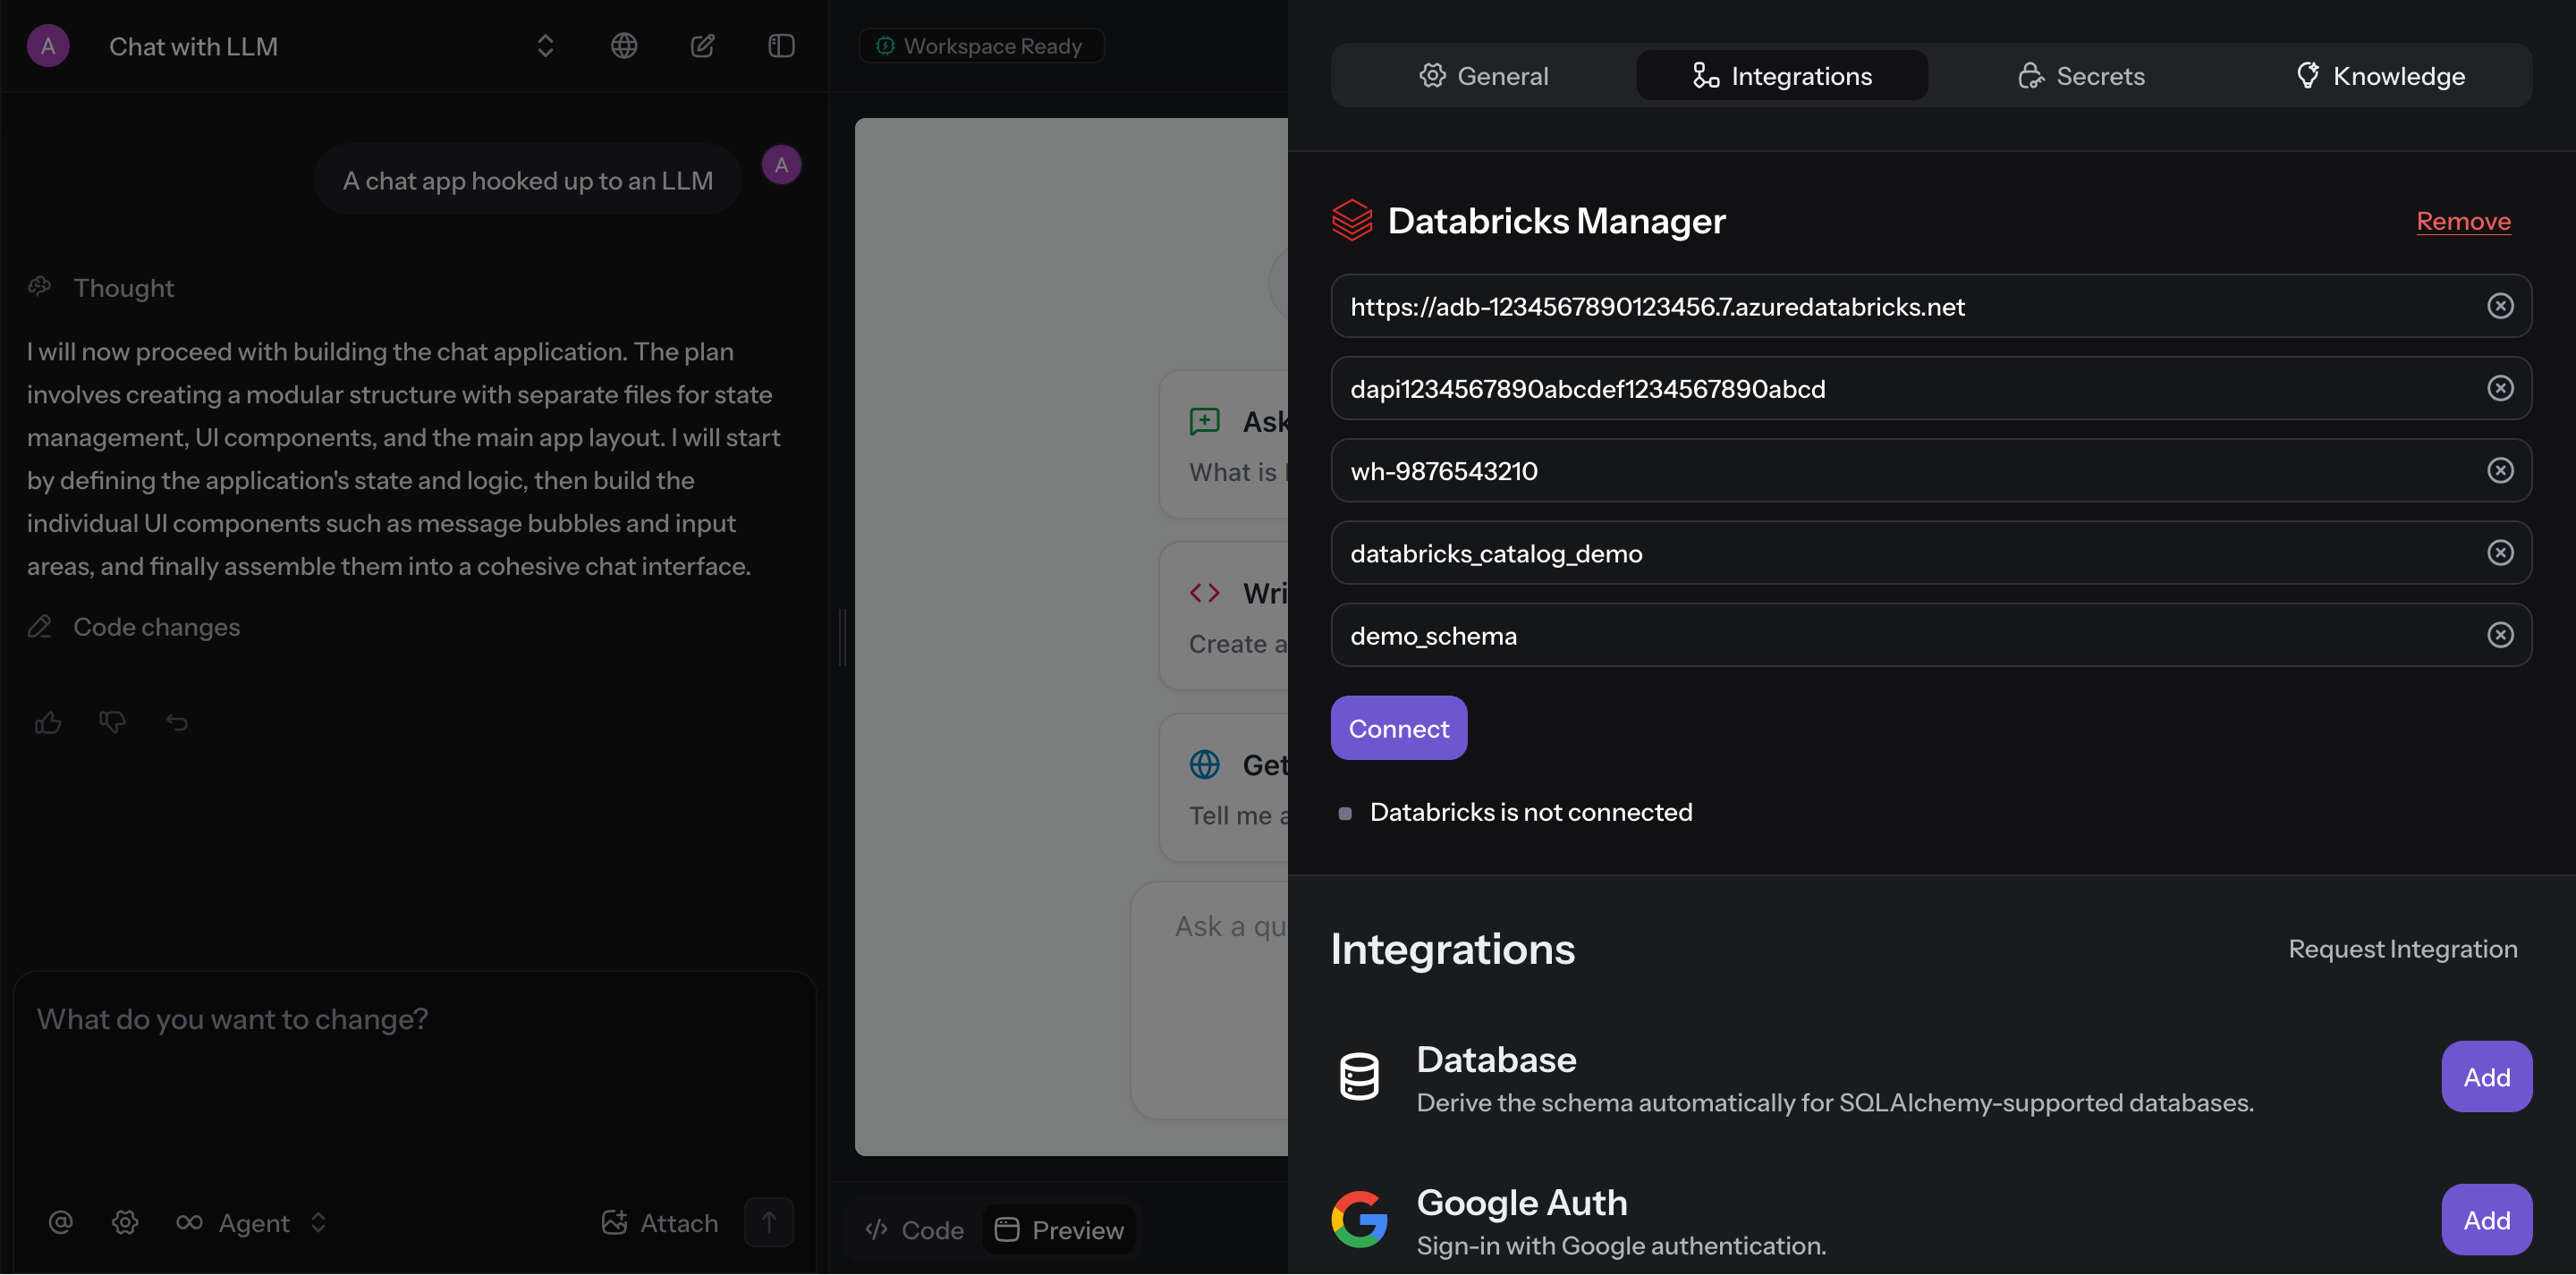 A
Chat with LLM
A chat app hooked up to an LLM
A
Thought
I will now proceed with building the chat application. The plan
involves creating a modular structure with separate files for state
management, UI components, and the main app layout. I will start
by defining the application's state and logic, then build the
individual UI components such as message bubbles and input
areas, and finally assemble them into a cohesive chat interface.
Code changes
What do you want to change?
Agent
Attach
Workspace Ready
Ask
What is
Wri
Create a
Get
Tell me a
Ask a qu
Code
Preview
General
Integrations
Secrets
Knowledge
Databricks Manager
Remove
https://adb-1234567890123456.7.azuredatabricks.net
dapi1234567890abcdef1234567890abcd
wh-9876543210
databricks_catalog_demo
demo_schema
Connect
Databricks is not connected
Integrations
Request Integration
Database
Derive the schema automatically for SQLAlchemy-supported databases.
Add
Google Auth
Sign-in with Google authentication.
Add